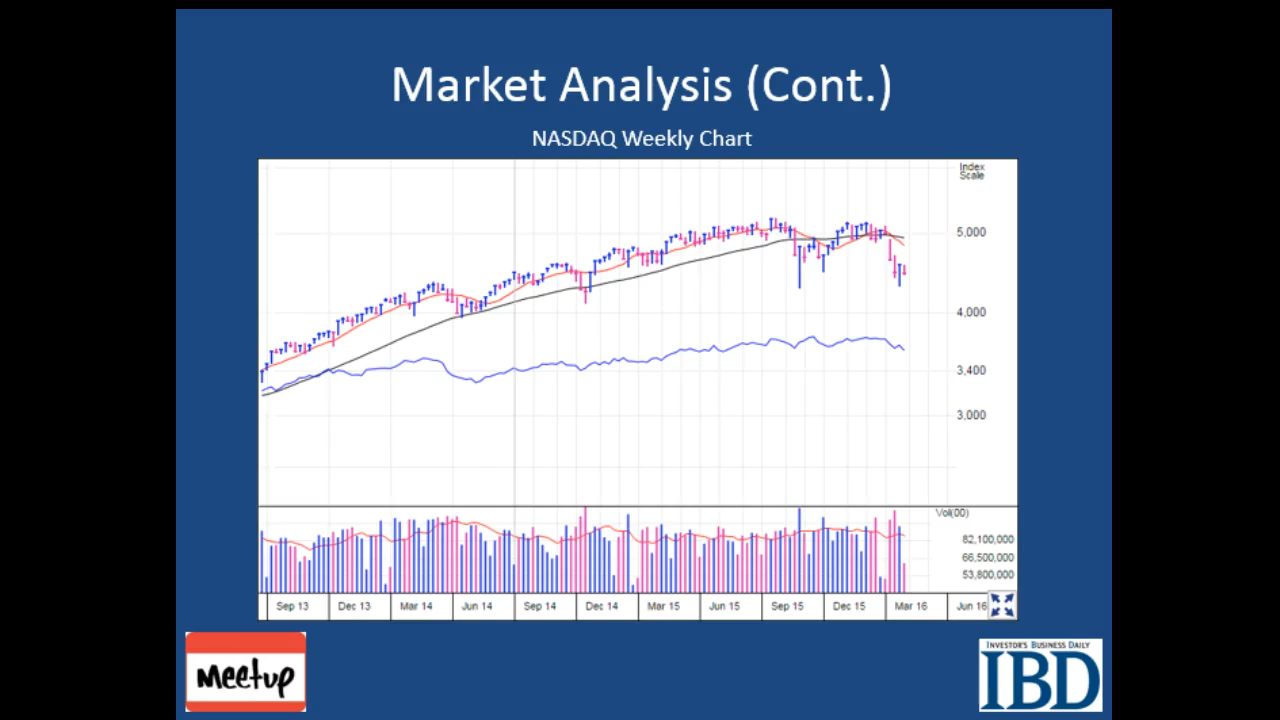 Market Analysis (Cont.)
NASDAQ Weekly Chart
Index
Scale
5,000
4,000
3,400
3,000
Vol(00)
82,100,000
66,500,000
53,800,000
Sep 13 Dec 13 Mar 14 Jun 14 Sep 14 Dec 14 Mar 15 Jun 15 Sep 15 Dec 15 Mar 16 Jun 16
Meetup
INVESTOR'S BUSINESS DAILY
IBD